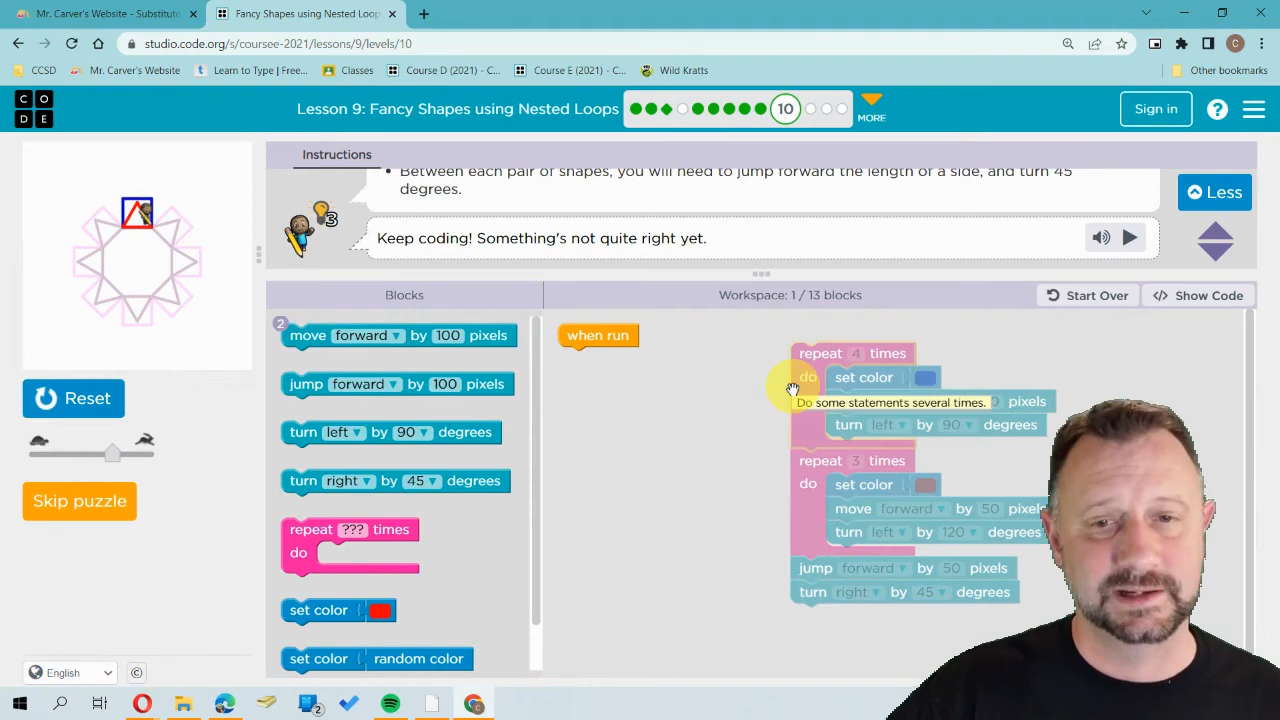 Mr. Carver's Website - Substitute
Fancy Shapes using Nested Loop
studio.code.org/s/coursee-2021/lessons/9/levels/10
CCSD
Mr. Carver's Website
Learn to Type | Free...
Classes
Course D (2021) - C...
Course E (2021) - C...
Wild Kratts
Other bookmarks
C O
D E
Lesson 9: Fancy Shapes using Nested Loops
10
MORE
Sign in
?
Instructions
Between each pair of shapes, you will need to jump forward the length of a side, and turn 45
degrees.
Less
3
Keep coding! Something's not quite right yet.
Blocks
Workspace: 1 / 13 blocks
Start Over
Show Code
2
move forward by 100 pixels
jump forward by 100 pixels
turn left by 90 degrees
turn right by 45 degrees
repeat ??? times
do
set color
set color random color
when run
repeat 4 times
do set color
Do some statements several times.
pixels
turn left by 90 degrees
repeat 3 times
do set color
move forward by 50 pixels
turn left by 120 degrees
jump forward by 50 pixels
turn right by 45 degrees
Reset
Skip puzzle
English
©
2